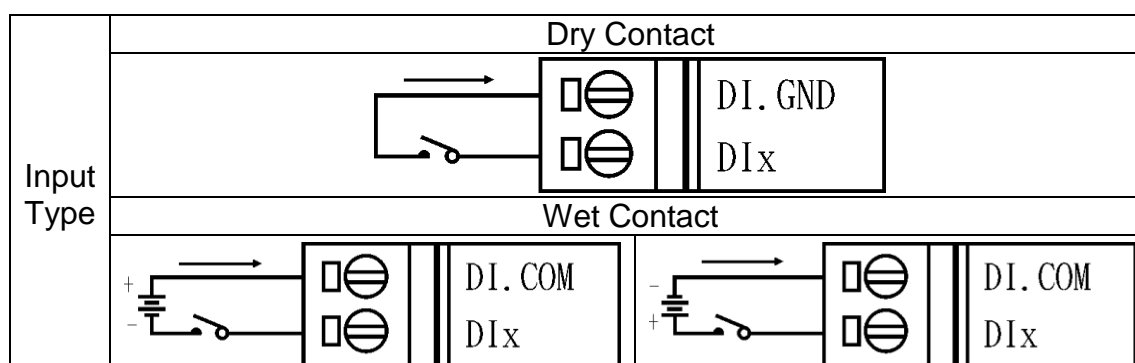 Dry Contact
DI.GND
DIx
Input
Type
Wet Contact
+
-
DI.COM
DIx
-
+
DI.COM
DIx